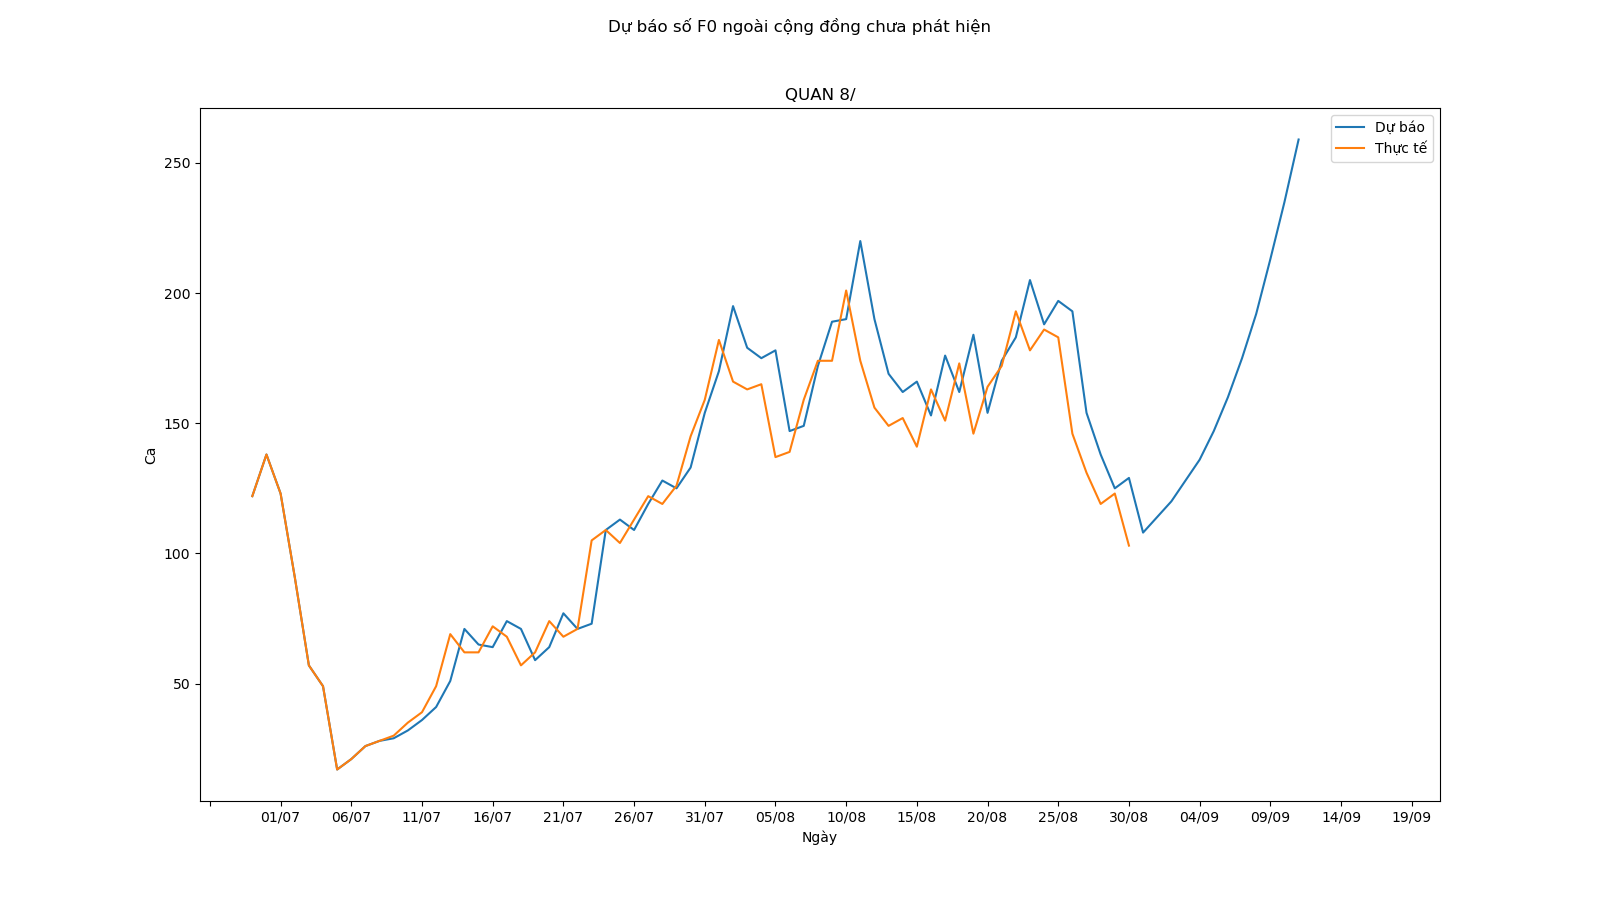 Dự báo số F0 ngoài cộng đồng chưa phát hiện
QUAN 8/
Dự báo
Thực tế
250
200
150
100
50
Ca
01/07 06/07 11/07 16/07 21/07 26/07 31/07 05/08 10/08 15/08 20/08 25/08 30/08 04/09 09/09 14/09 19/09
Ngày